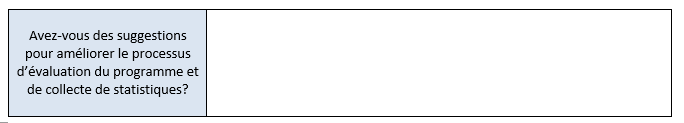 Avez-vous des suggestions
pour améliorer le processus
d’évaluation du programme et
de collecte de statistiques?